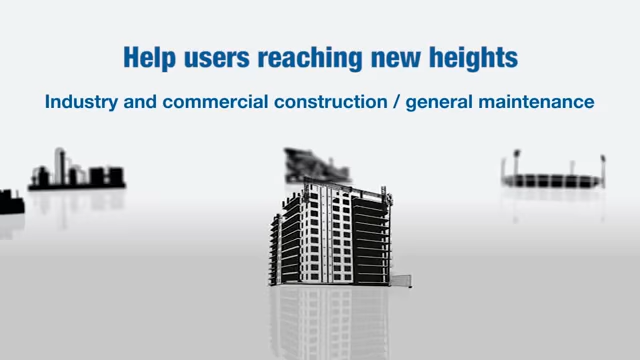 Help users reaching new heights
Industry and commercial construction / general maintenance